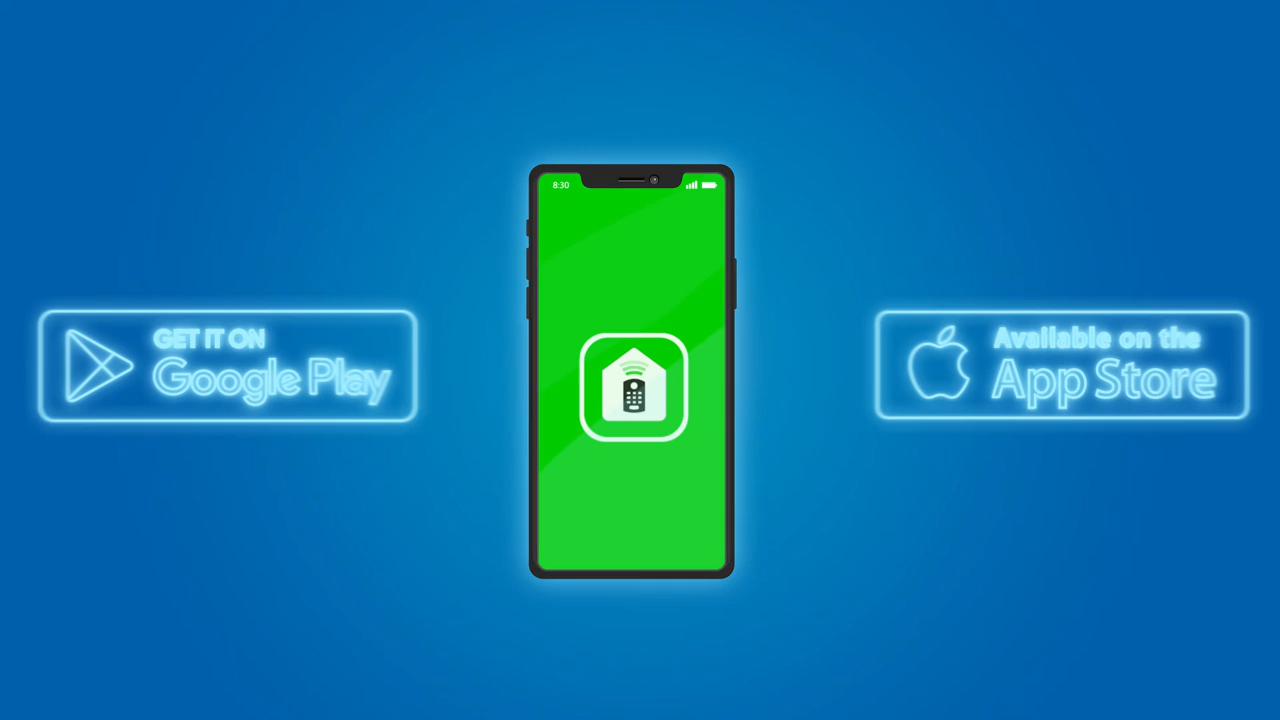 8:30
GET IT ON
Google Play
Available on the
App Store